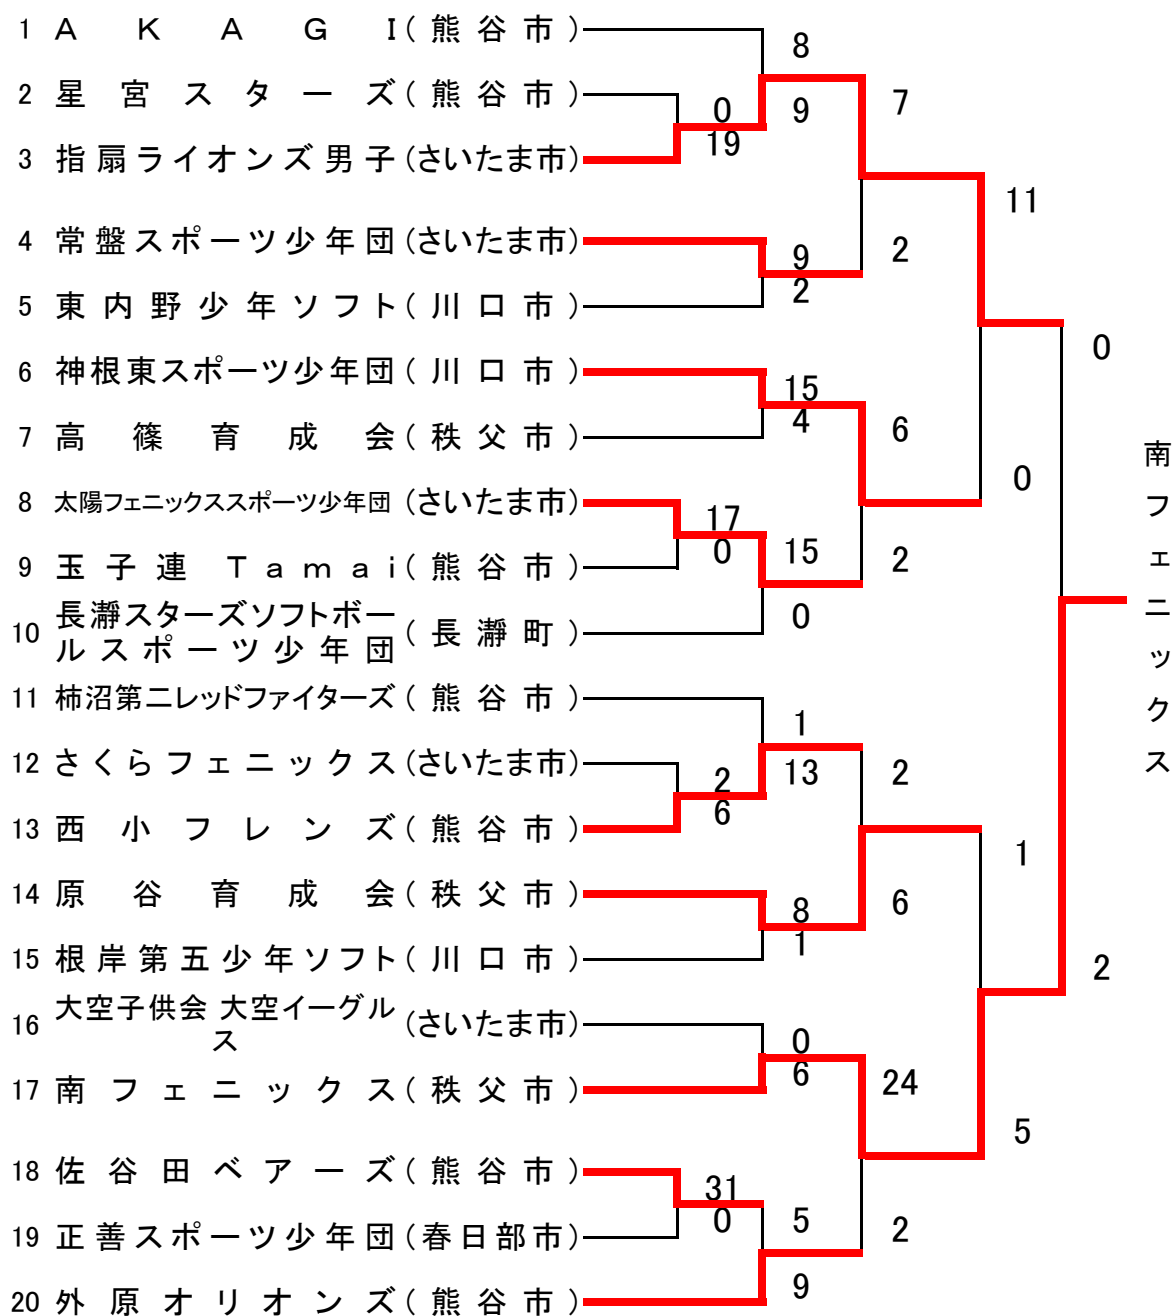 1 AKAGI(熊谷市)
8
2 星宮スターズ(熊谷市)
7
0
9
19
3 指扇ライオンズ男子(さいたま市)
11
4 常盤スポーツ少年団(さいたま市)
2
9
2
5 東内野少年ソフト(川口市)
0
6 神根東スポーツ少年団(川口市)
15
4
6
7 高篠育成会(秩父市)
0
8 太陽フェニックススポーツ少年団(さいたま市)
17
0
15
2
9 玉子連Tamai(熊谷市)
10 長瀞スターズソフトボー
ルスポーツ少年団(長瀞町)
0
南フェニックス
11 柿沼第二レッドファイターズ(熊谷市)
1
12 さくらフェニックス(さいたま市)
13
2
2
6
13 西小フレンズ(熊谷市)
1
14 原谷育成会(秩父市)
8
1
6
15 根岸第五少年ソフト(川口市)
2
16 大空子供会 大空イーグル
ス(さいたま市)
0
6
24
17 南フェニックス(秩父市)
5
18 佐谷田ベアーズ(熊谷市)
31
0
5
2
19 正善スポーツ少年団(春日部市)
9
20 外原オリオンズ(熊谷市)